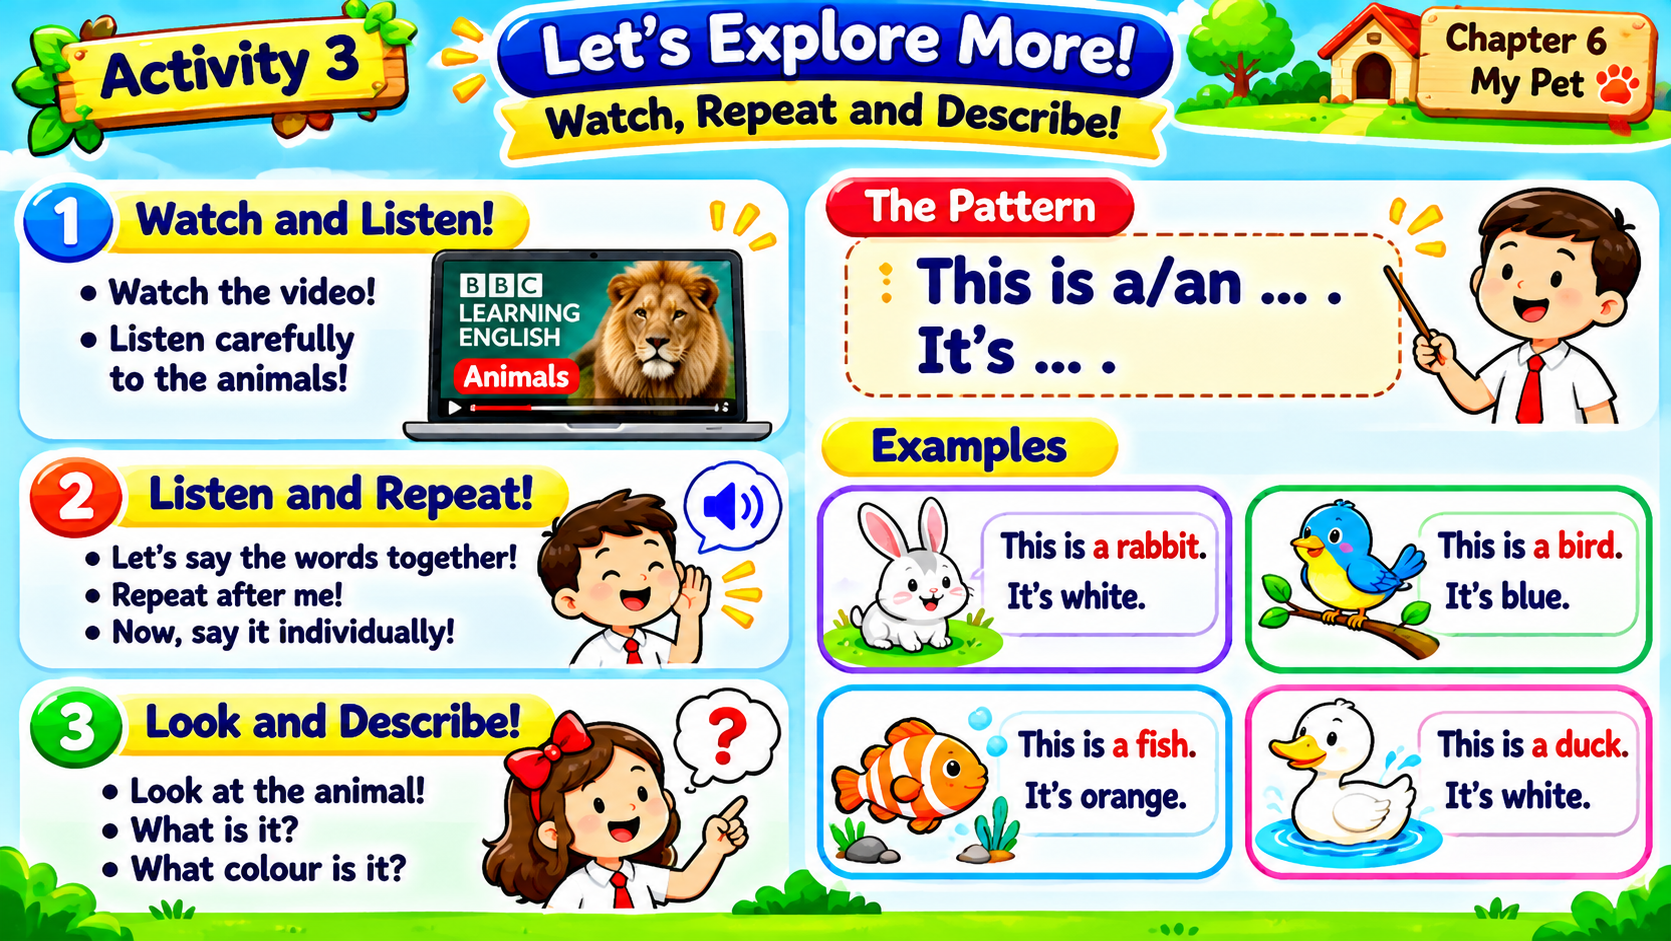 Activity 3
Let's Explore More!
Watch, Repeat and Describe!
Chapter 6
My Pet
1 Watch and Listen!
• Watch the video!
• Listen carefully
to the animals!
BBC
LEARNING
ENGLISH
Animals
2 Listen and Repeat!
• Let's say the words together!
• Repeat after me!
• Now, say it individually!
3 Look and Describe!
?
• Look at the animal!
• What is it?
• What colour is it?
The Pattern
This is a/an ... .
It's ... .
Examples
This is a rabbit.
It's white.
This is a bird.
It's blue.
This is a fish.
It's orange.
This is a duck.
It's white.